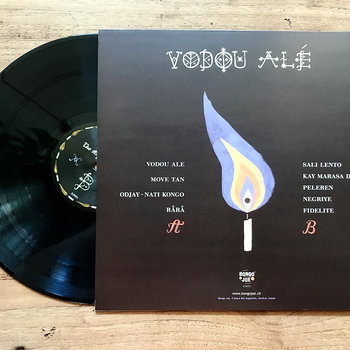 VODOU ALÉ
VODOU ALE
MOVE TAN
ODJAY - NATI KONGO
RÅRÅ
A
SALI LENTO
KAY MARASA D
PELEREN
NEGRIYE
FIDELITE
B
BONGO
JOE
www.bongojoe.ch